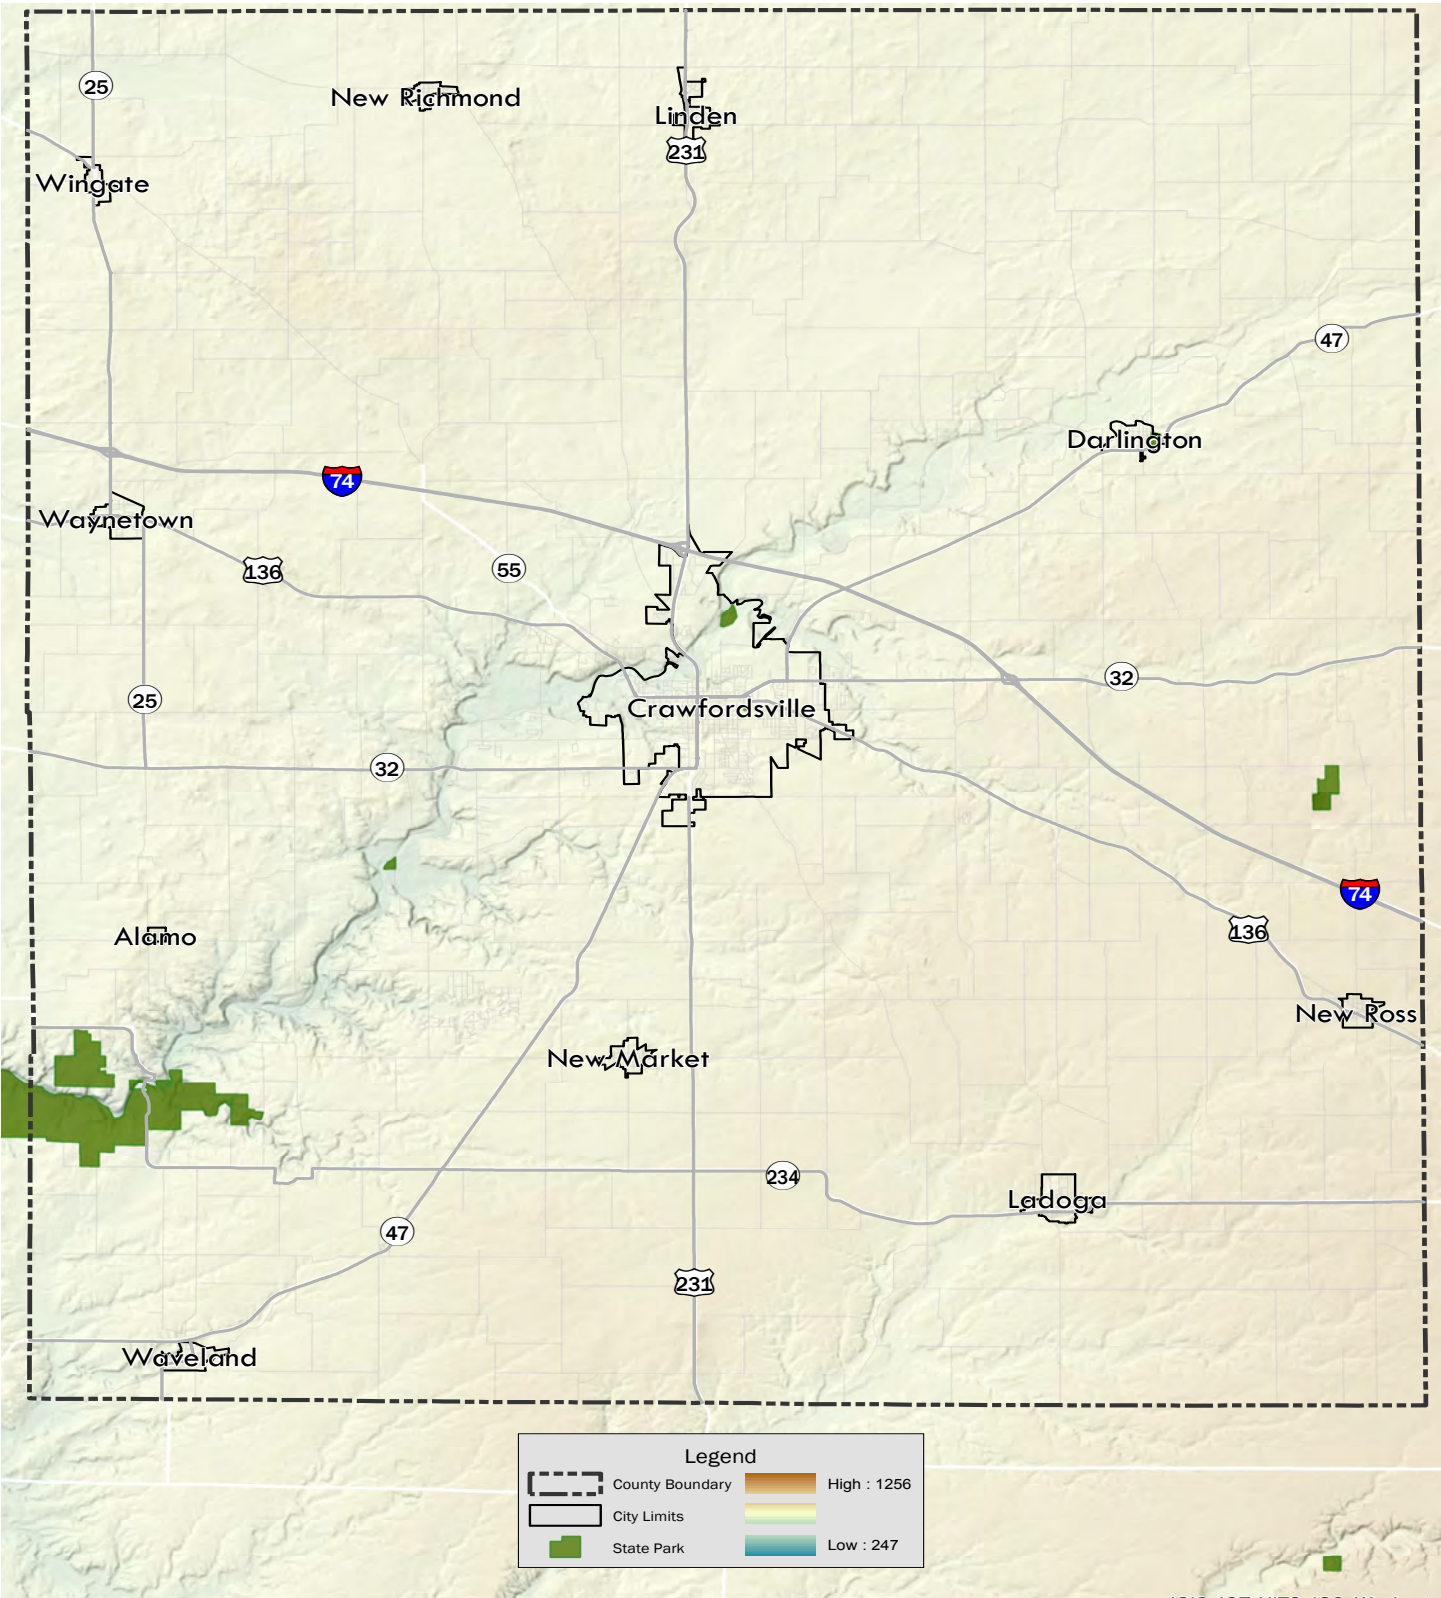 25
New Richmond
Linden
231
Wingate
47
Darlington
74
Waynetown
136
55
32
25
Crawfordsville
32
74
136
Alamo
New Ross
New Market
234
Ladoga
47
231
Waveland
Legend
County Boundary
High : 1256
City Limits
State Park
Low : 247